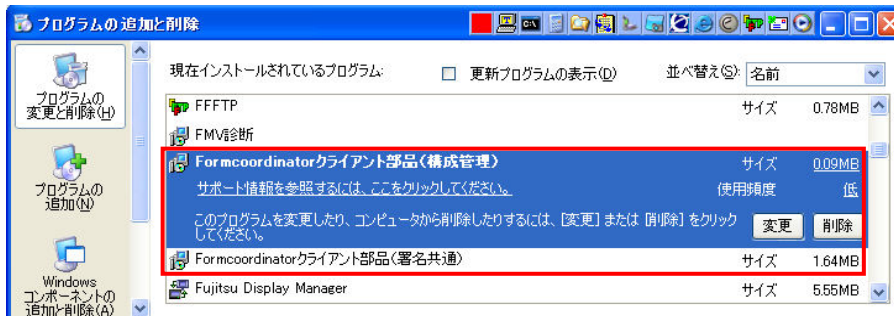 プログラムの追加と削除
現在インストールされているプログラム:
更新プログラムの表示(D)
並べ替え(S):
名前
プログラムの
変更と削除(H)
プログラムの
追加(N)
Windows
コンポーネントの
追加と削除(A)
FFFTP
サイズ
0.78MB
FMV診断
Formcoordinatorクライアント部品(構成管理)
サイズ
0.09MB
サポート情報を参照するには、ここをクリックしてください。
使用頻度
低
このプログラムを変更したり、コンピュータから削除したりするには、[変更] または [削除] をクリック
してください。
変更
削除
Formcoordinatorクライアント部品(署名共通)
サイズ
1.64MB
Fujitsu Display Manager
サイズ
5.55MB